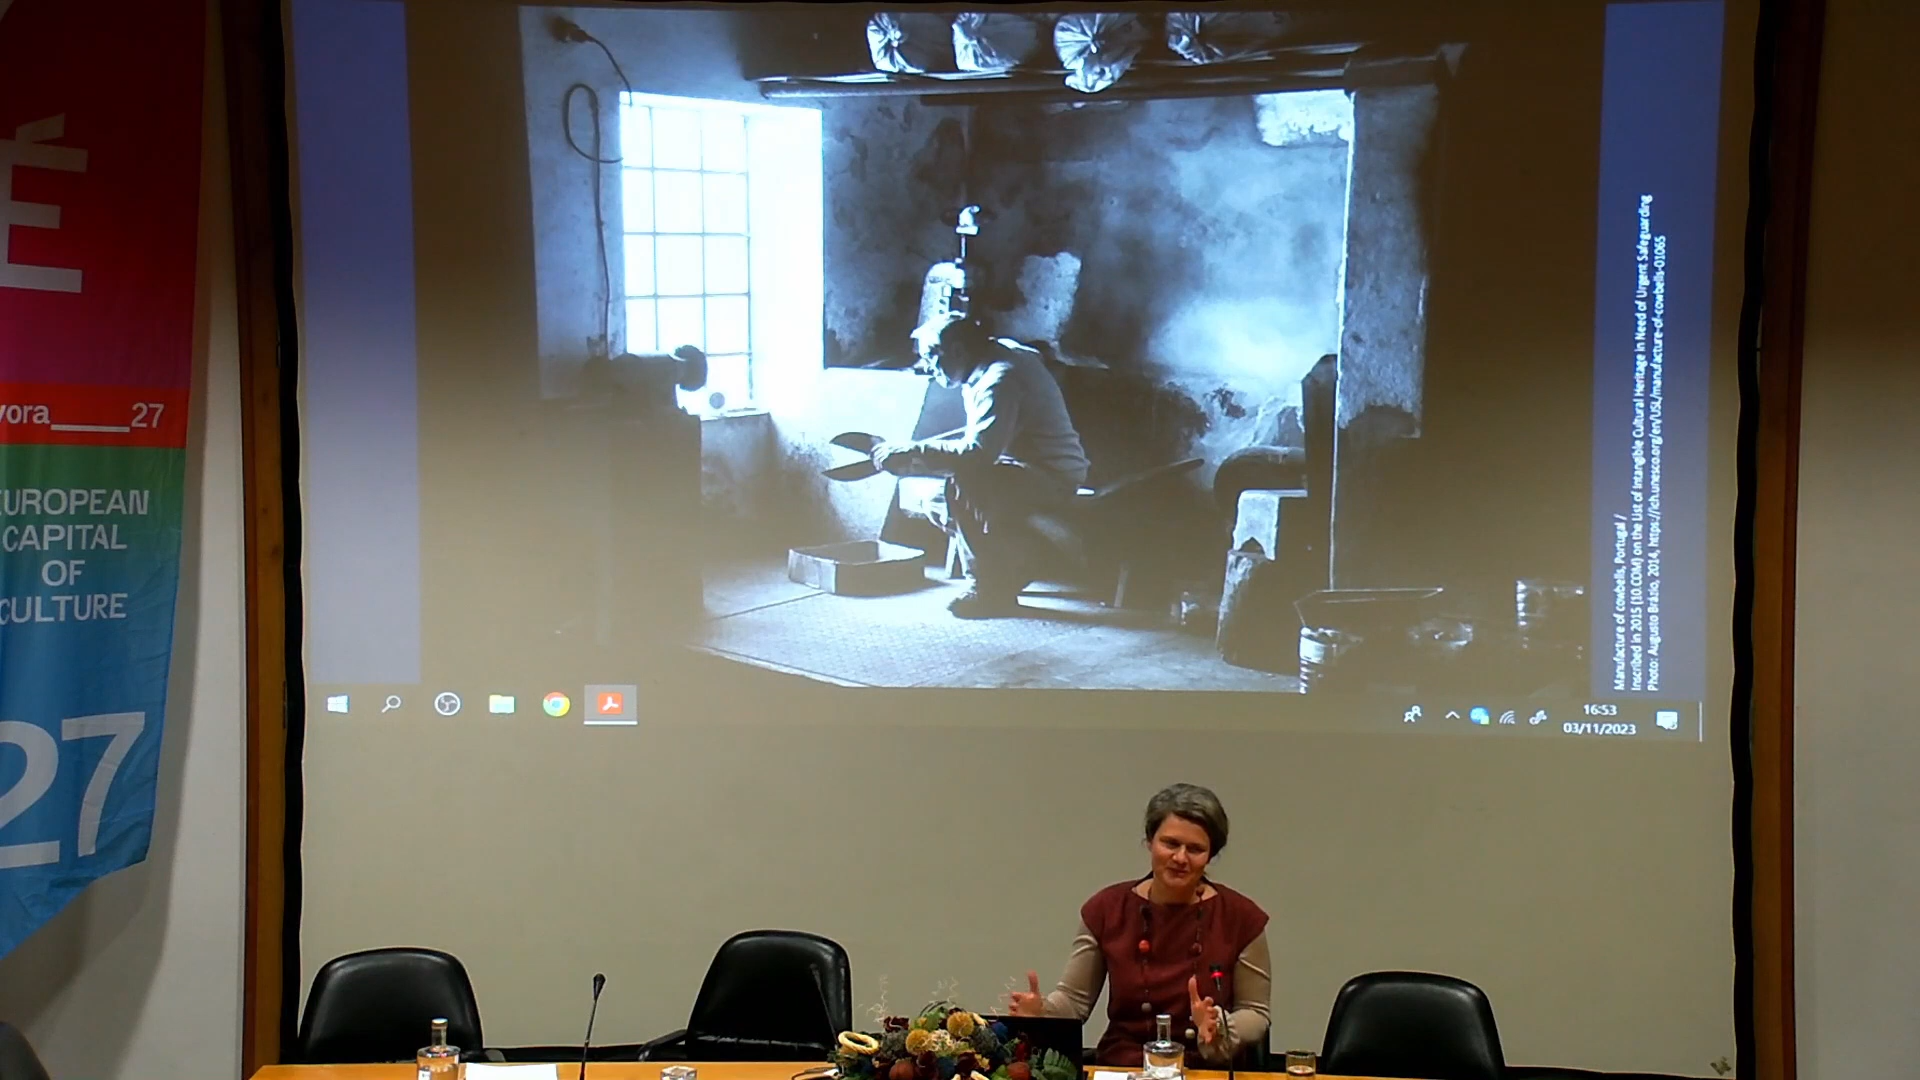 É
vora____27
EUROPEAN
CAPITAL
OF
CULTURE
27
Manufacture of cowbells, Portugal /
Inscribed in 2015 (10.COM) on the List of Intangible Cultural Heritage in Need of Urgent Safeguarding
Photo: Augusto Brázio, 2014, https://ich.unesco.org/en/USL/manufacture-of-cowbells-01065
16:53
03/11/2023